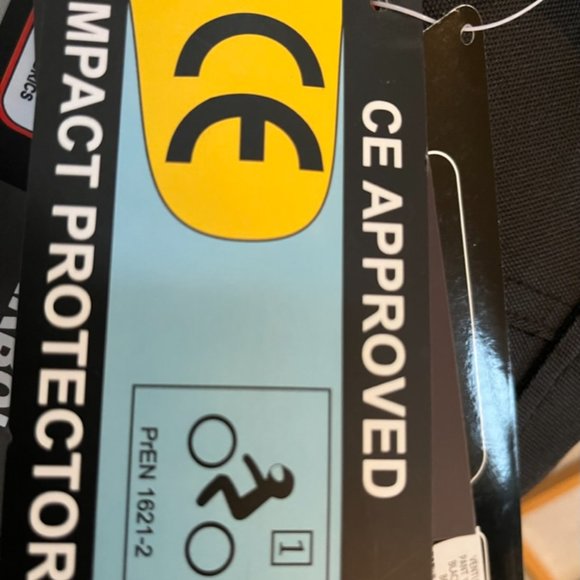 CE APPROVED
CE
1
PrEN 1621-2
MPACT PROTECTOR